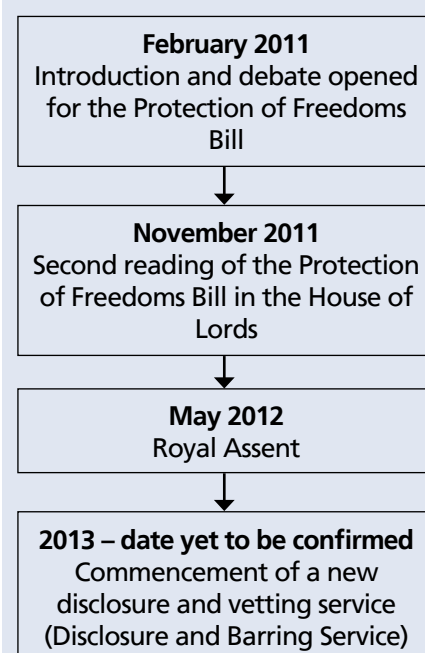 February 2011
Introduction and debate opened
for the Protection of Freedoms
Bill
November 2011
Second reading of the Protection
of Freedoms Bill in the House of
Lords
May 2012
Royal Assent
2013 – date yet to be confirmed
Commencement of a new
disclosure and vetting service
(Disclosure and Barring Service)